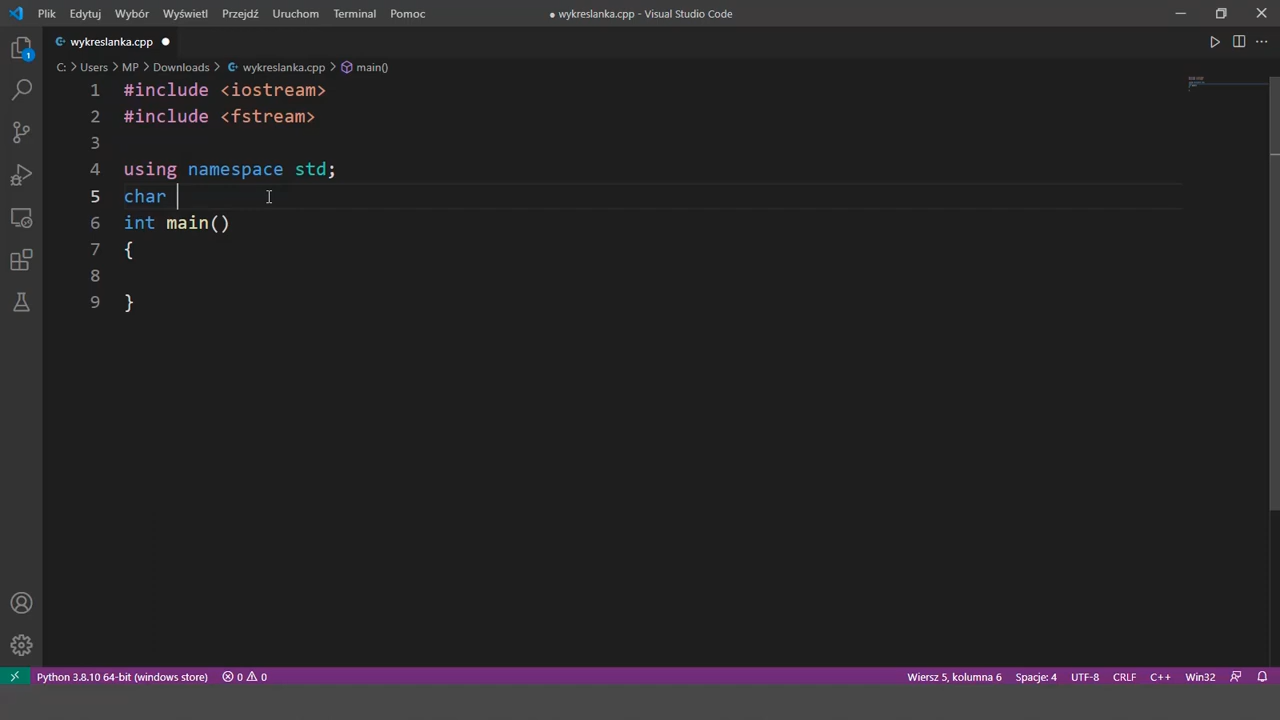 Plik Edytuj Wybór Wyświetl Przejdź Uruchom Terminal Pomoc ● wykreslanka.cpp - Visual Studio Code
wykreslanka.cpp ●
C: > Users > MP > Downloads > wykreslanka.cpp > main()
1 #include <iostream>
2 #include <fstream>
3
4 using namespace std;
5 char
6 int main()
7 {
8
9 }
1
Python 3.8.10 64-bit (windows store) 0 0 Wiersz 5, kolumna 6 Spacje: 4 UTF-8 CRLF C++ Win32